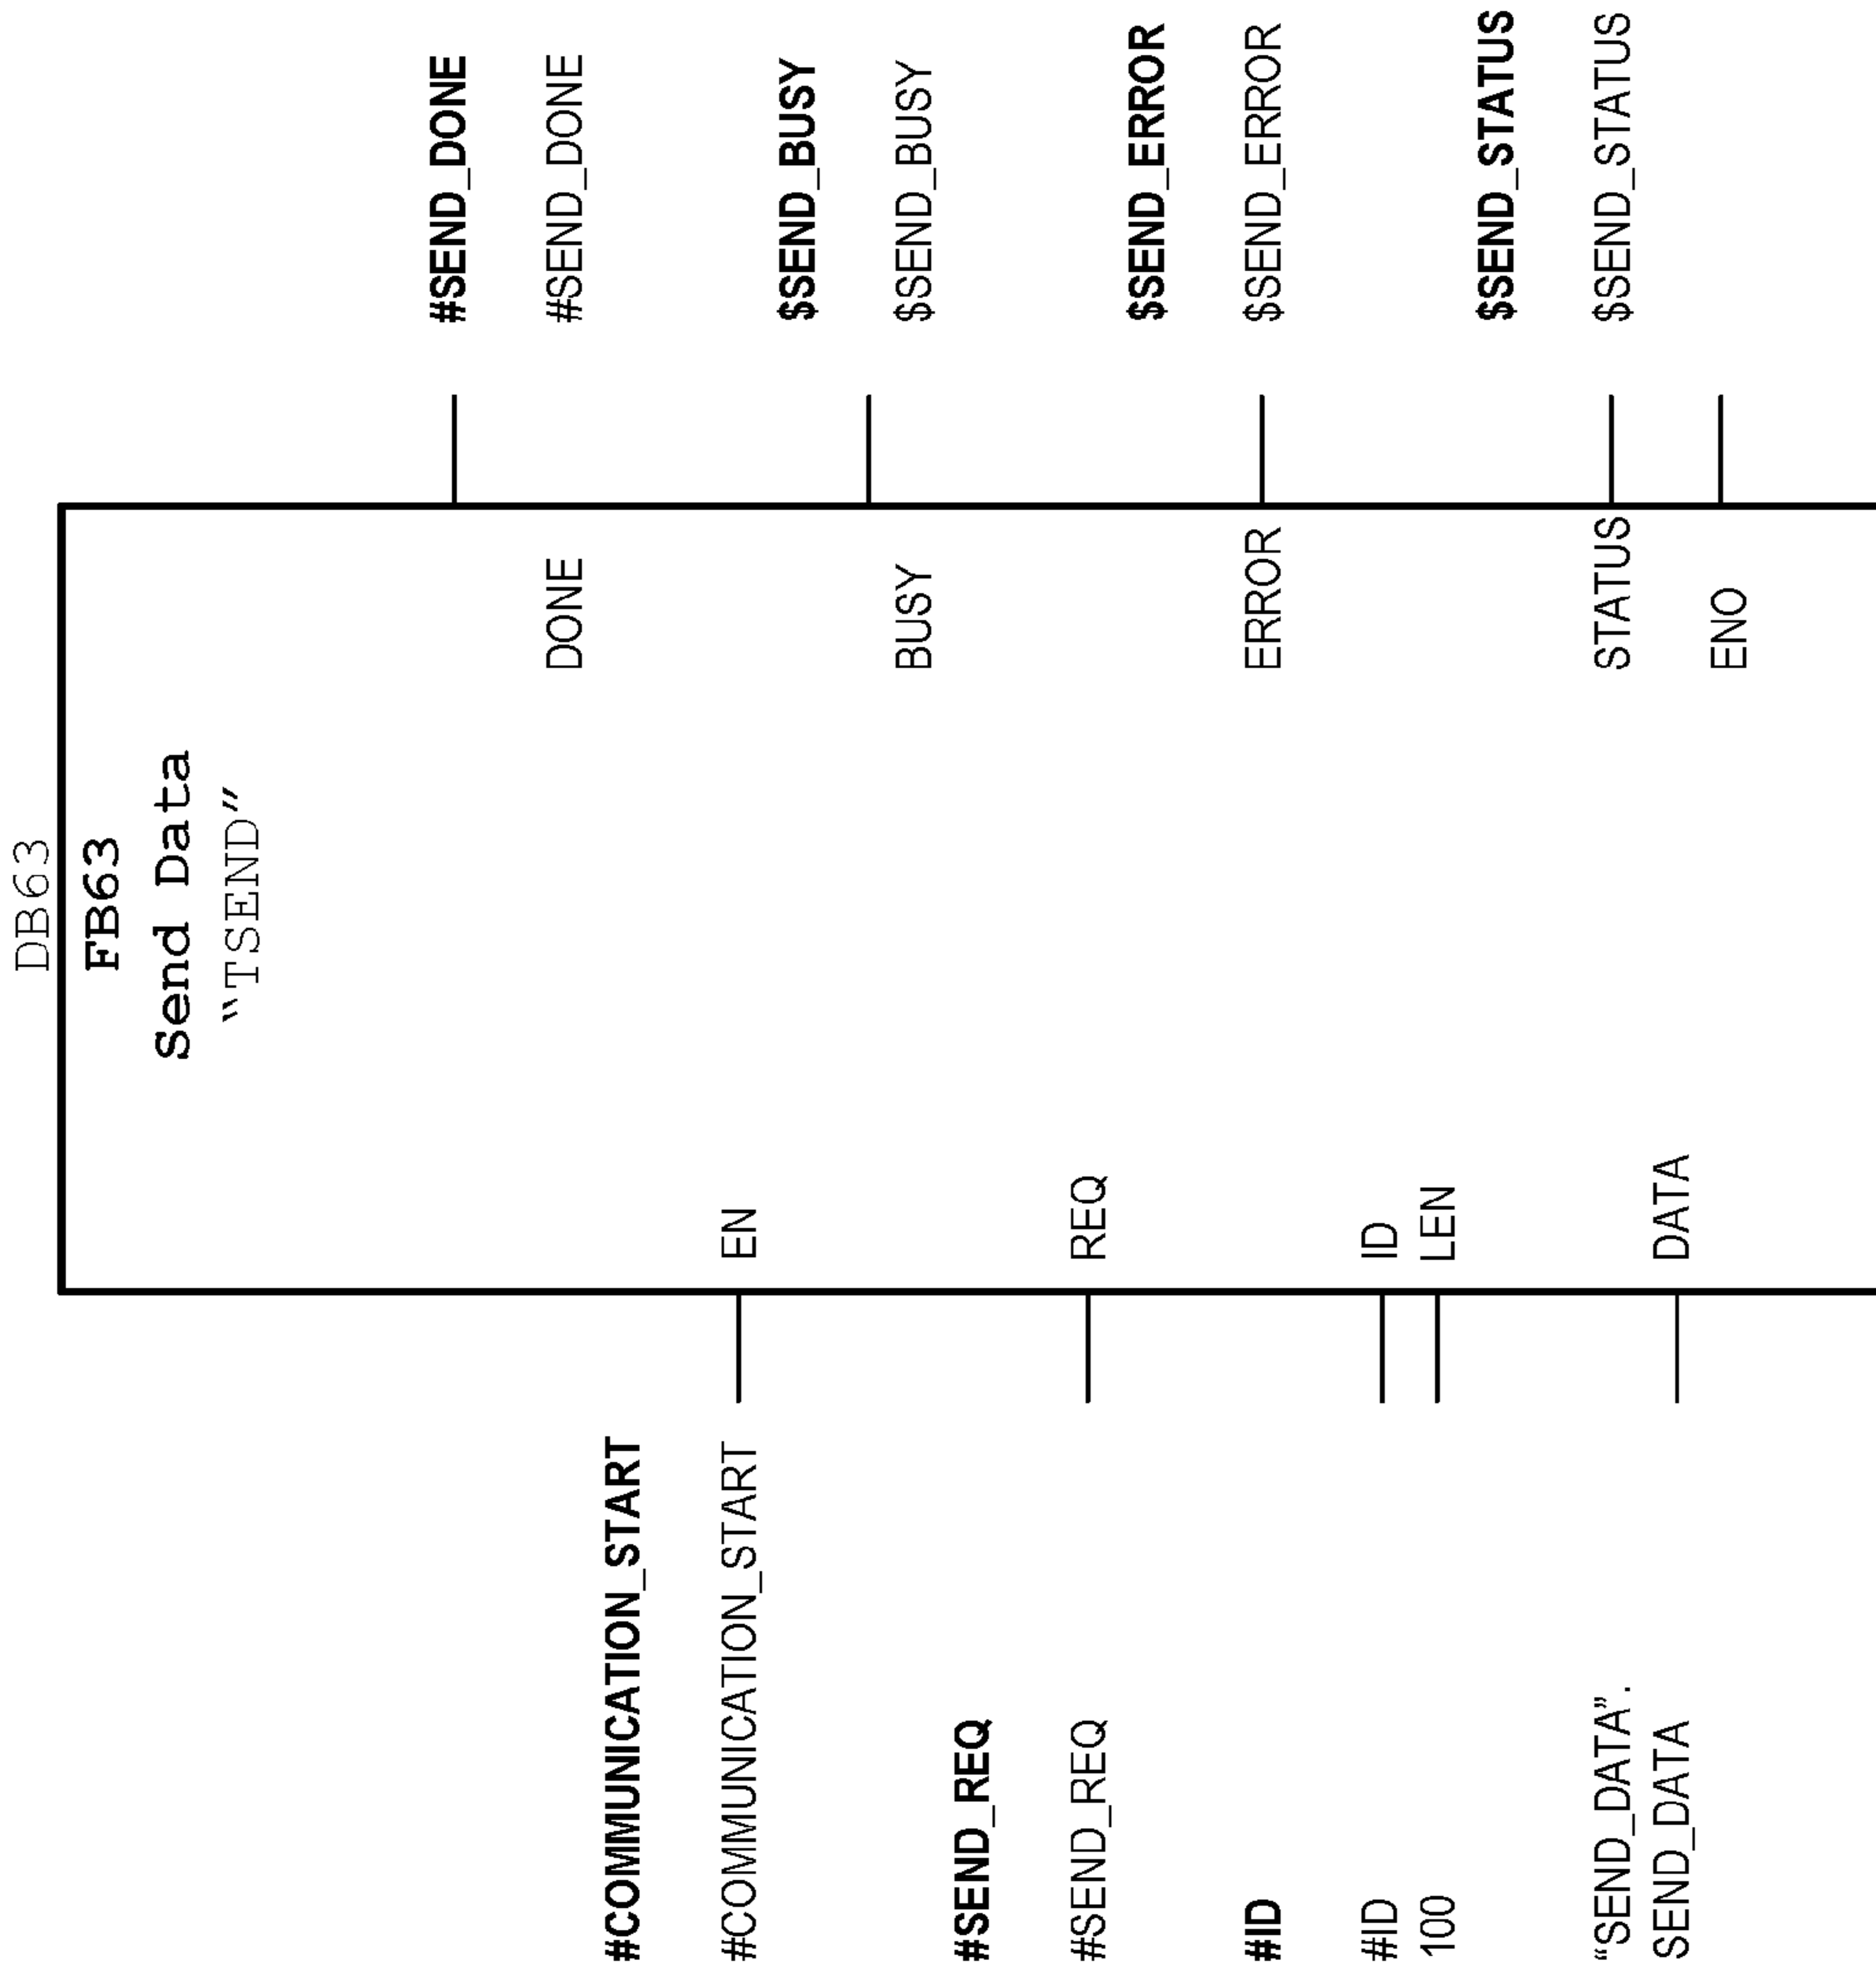 DB63
FB63
Send Data
“TSEND”
#SEND_DONE
DONE #SEND_DONE
#COMMUNICATION_START
#COMMUNICATION_START EN
$SEND_BUSY
BUSY $SEND_BUSY
#SEND_REQ
#SEND_REQ REQ
$SEND_ERROR
ERROR $SEND_ERROR
#ID
#ID ID
100 LEN
$SEND_STATUS
“SEND_DATA”. STATUS $SEND_STATUS
SEND_DATA DATA
ENO